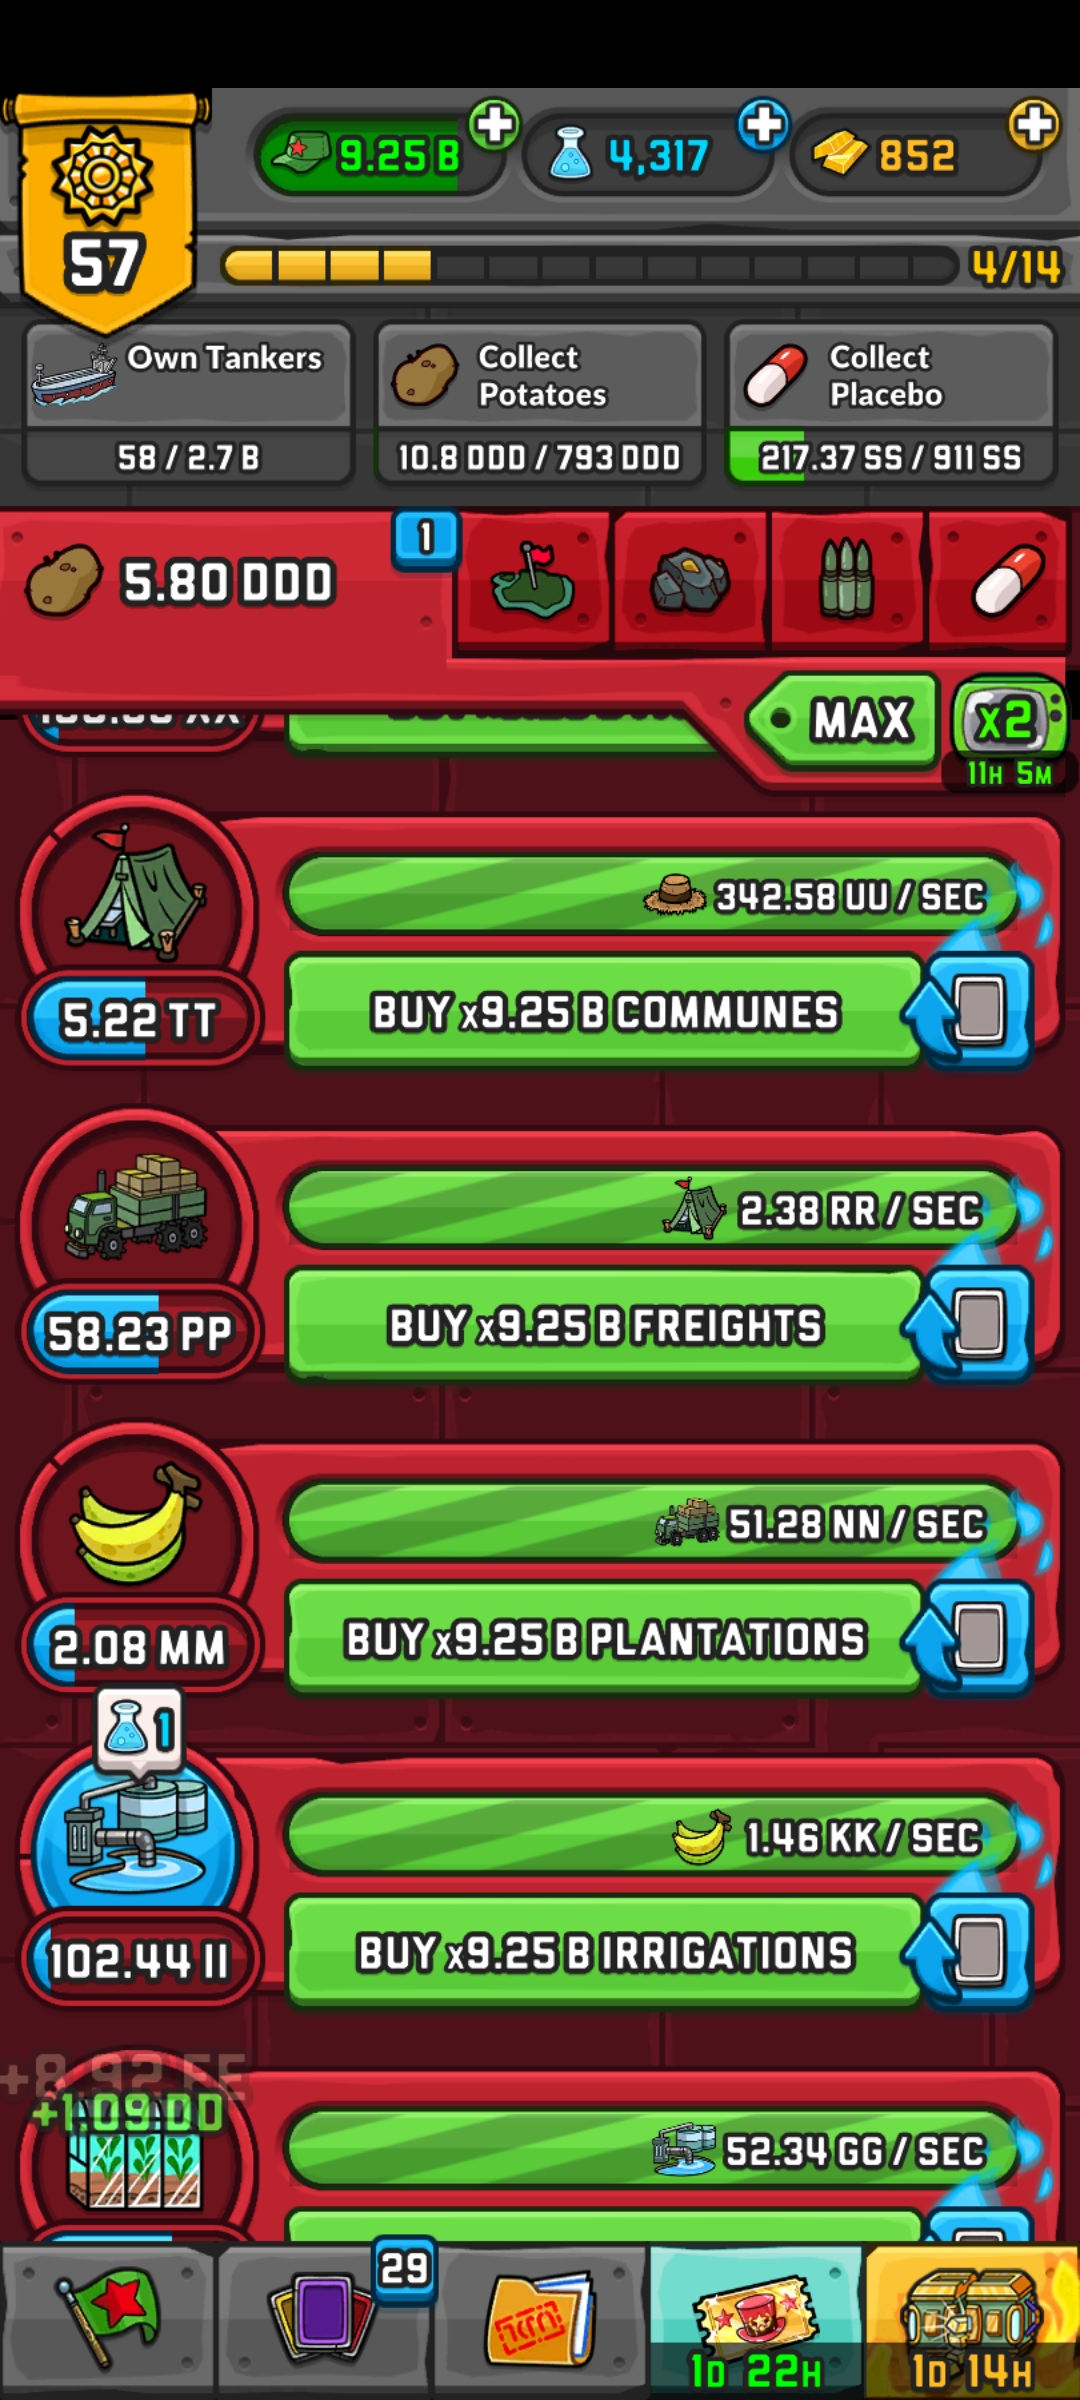 9.25 B
4,317
852
57
4/14
Own Tankers
58 / 2.7 B
Collect
Potatoes
10.8 DDD / 793 DDD
Collect
Placebo
217.37 SS / 911 SS
5.80 DDD
1
MAX
x2
11H 5M
342.58 UU / SEC
5.22 TT
BUY x9.25 B COMMUNES
2.38 RR / SEC
58.23 PP
BUY x9.25 B FREIGHTS
51.28 NN / SEC
2.08 MM
BUY x9.25 B PLANTATIONS
1
1.46 KK / SEC
102.44 II
BUY x9.25 B IRRIGATIONS
+1.09 DD
52.34 GG / SEC
29
1D 22H
1D 14H